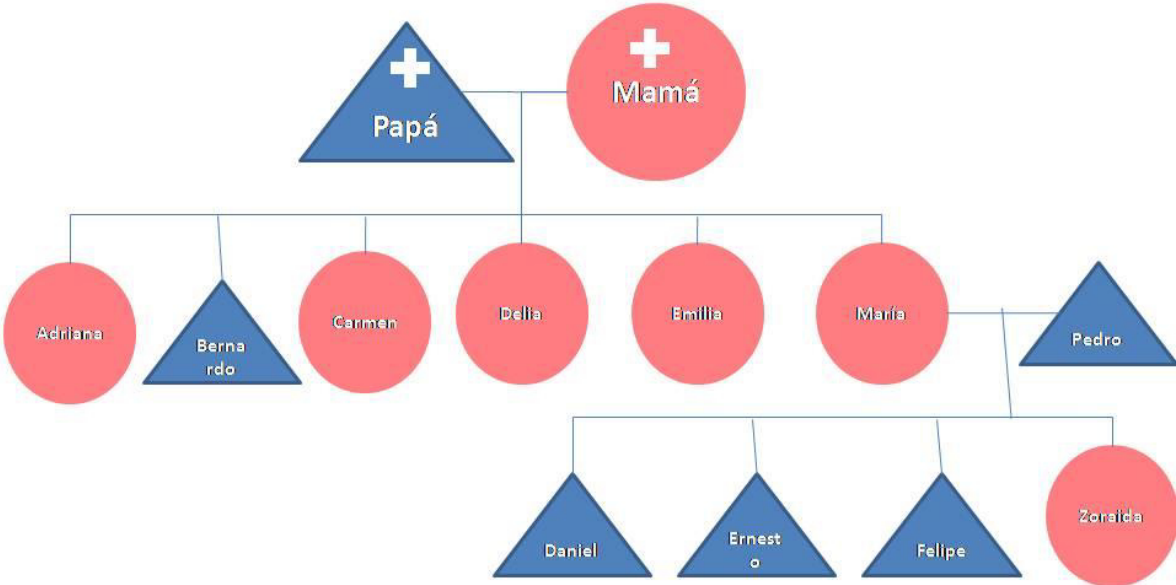 Papá
Mamá
Adriana
Berna
rdo
Carmen
Delia
Emilia
María
Pedro
Daniel
Ernest
o
Felipe
Zoraida